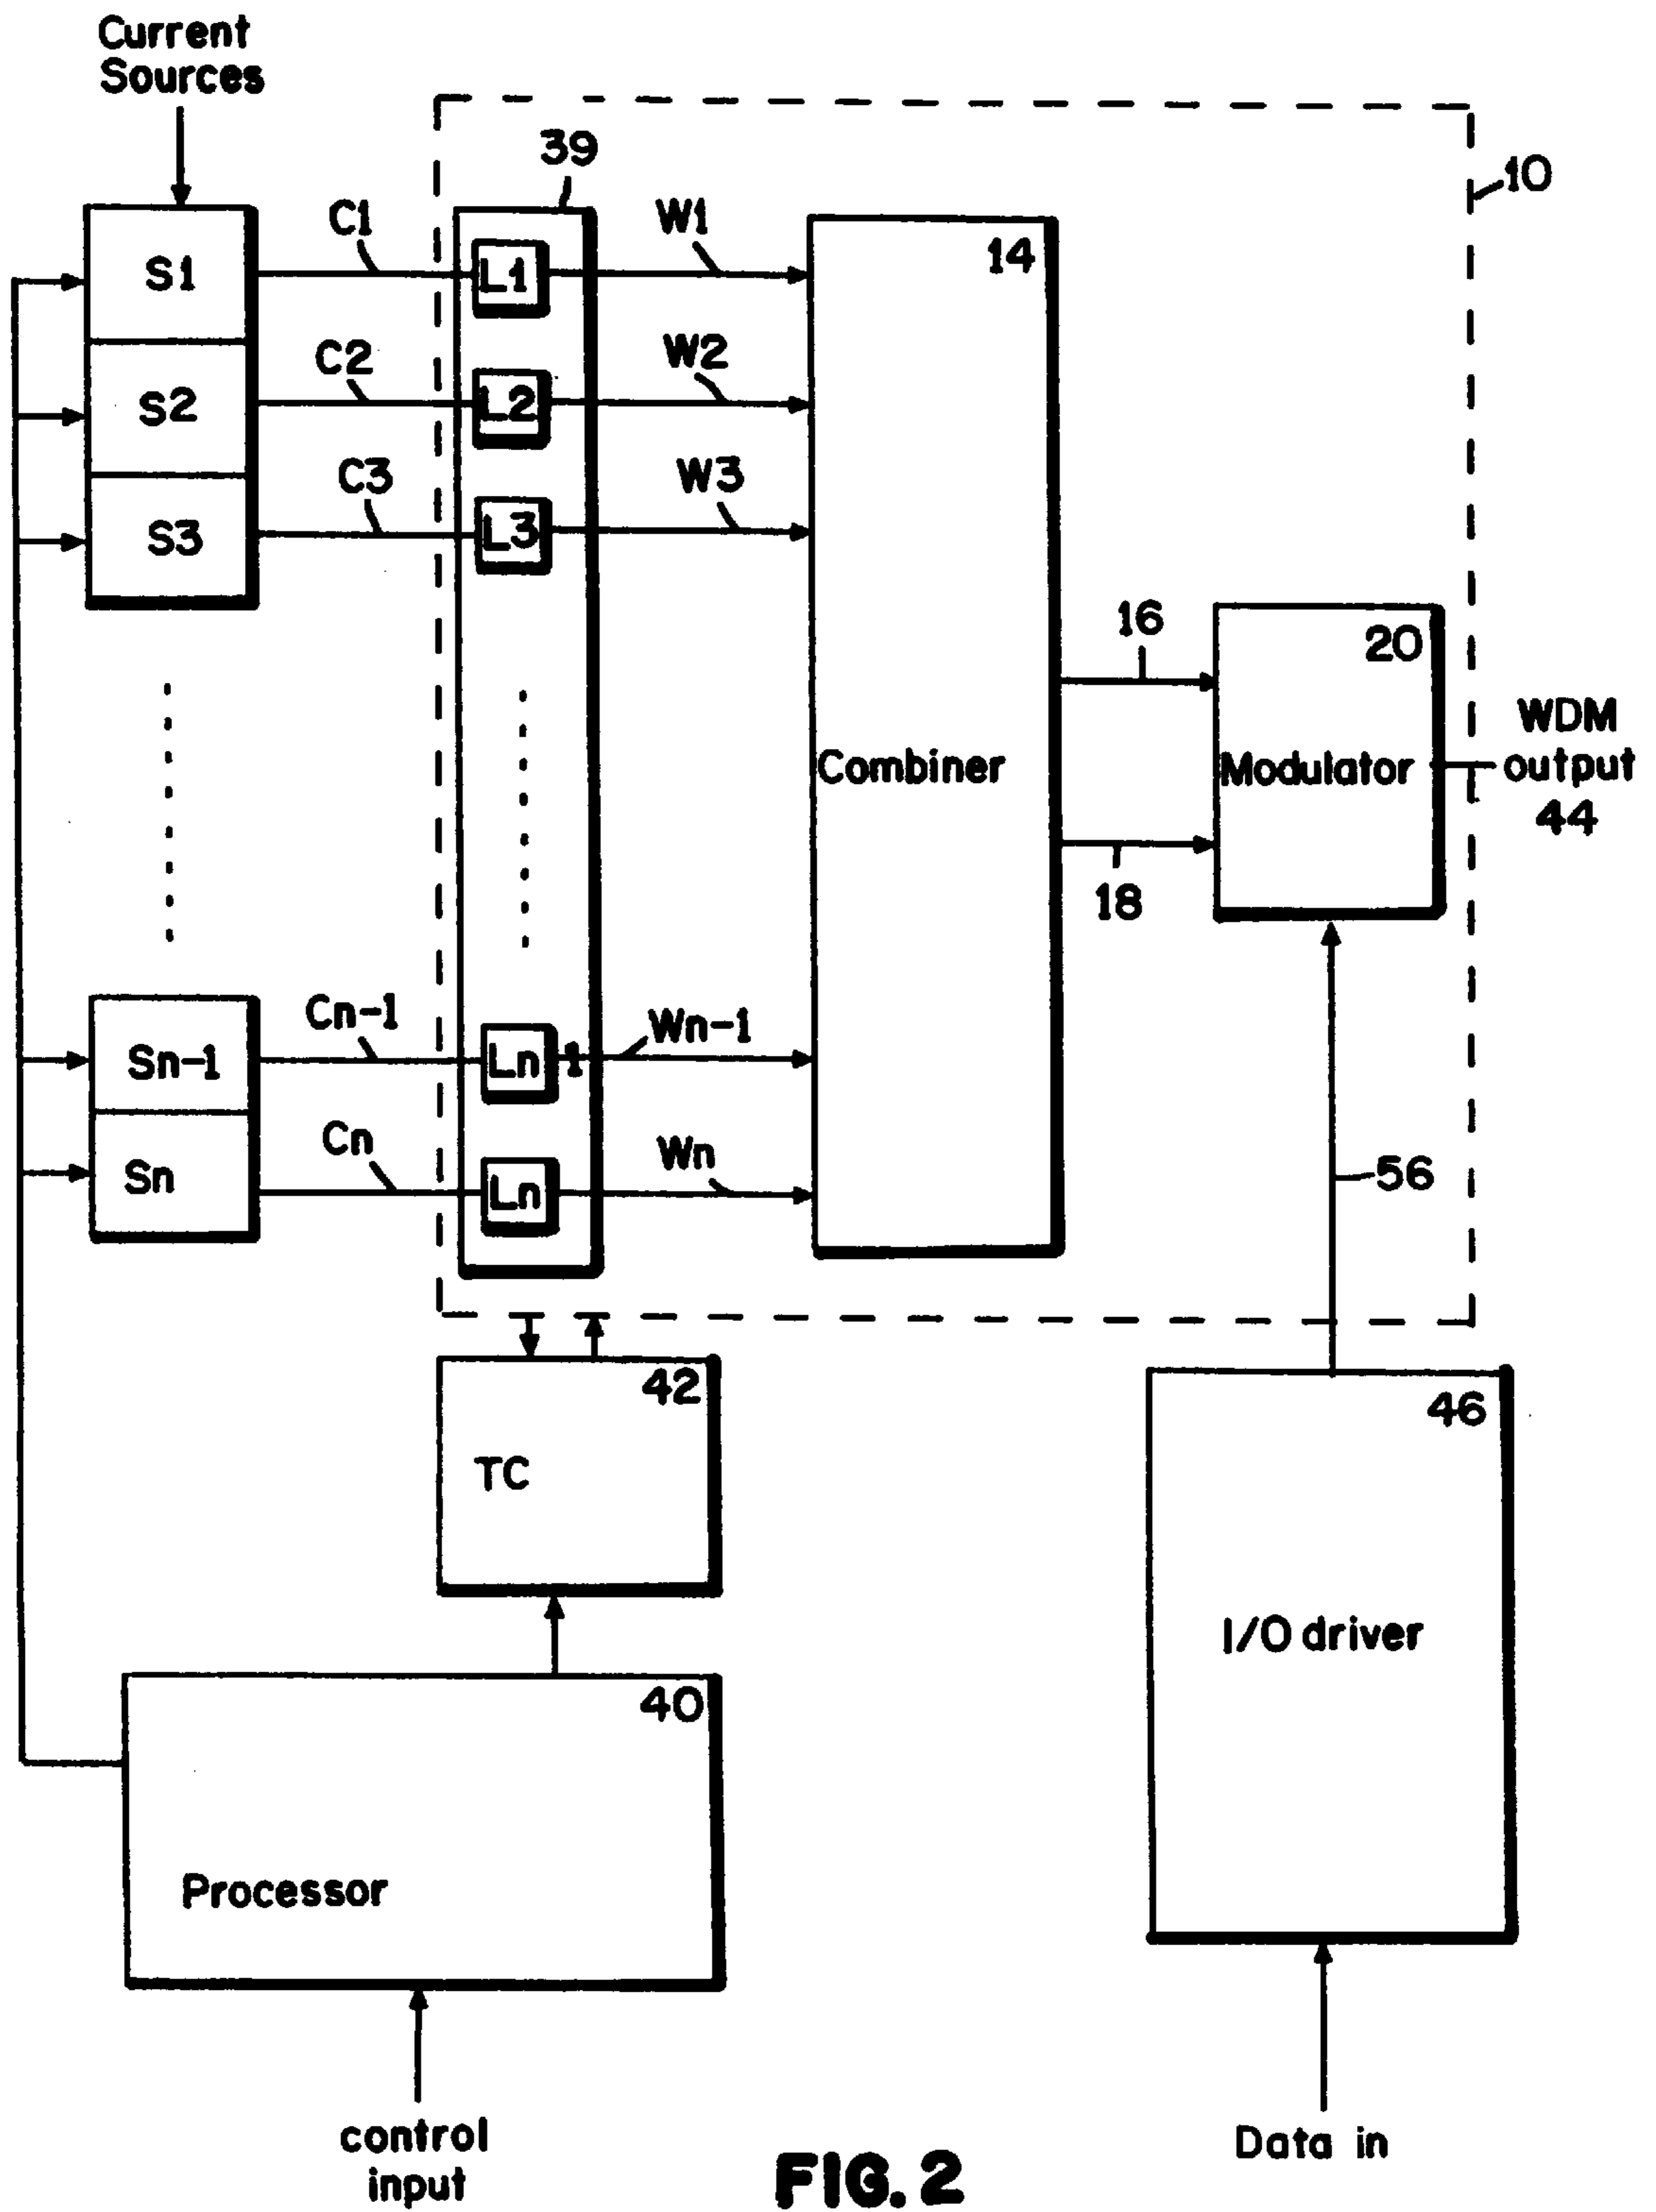 Current
Sources
39
10
C1
W1
14
S1
L1
C2
W2
S2
L2
C3
W3
S3
L3
16
20
WDM
output
44
Combiner
Modulator
18
Cn-1
Wn-1
Sn-1
Ln 1
Cn
Wn
Sn
Ln
56
42
46
TC
I/O driver
40
Processor
control
input
Data in
FIG. 2